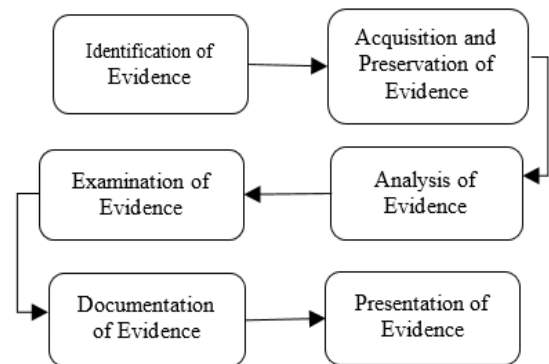 Identification of
Evidence
Acquisition and
Preservation of
Evidence
Analysis of
Evidence
Examination of
Evidence
Documentation
of Evidence
Presentation of
Evidence